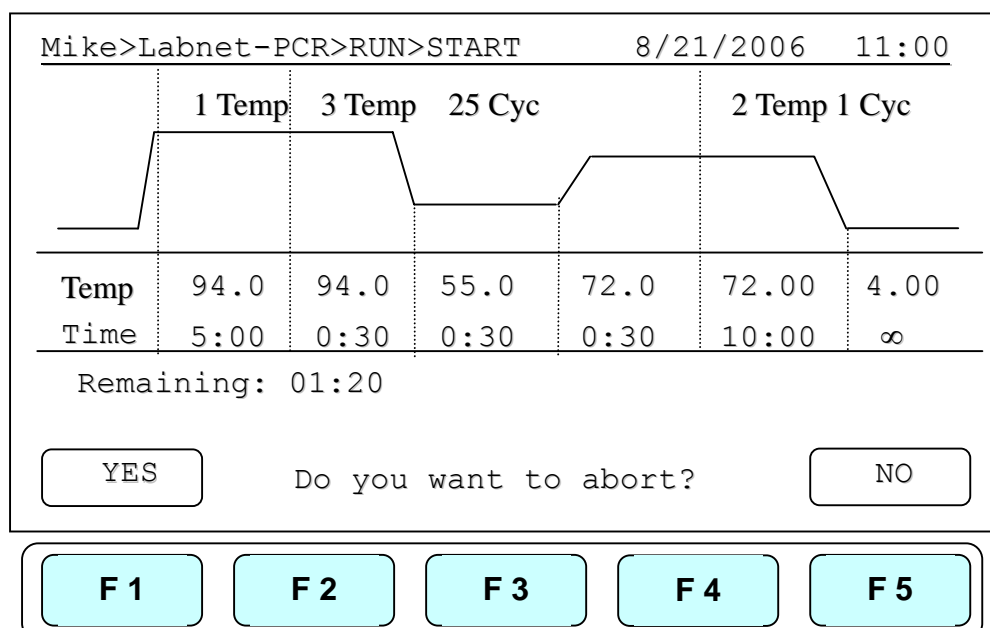 Mike>Labnet-PCR>RUN>START 8/21/2006 11:00
1 Temp 3 Temp 25 Cyc 2 Temp 1 Cyc
Temp 94.0 94.0 55.0 72.0 72.00 4.00
Time 5:00 0:30 0:30 0:30 10:00 ∞
Remaining: 01:20
YES Do you want to abort? NO
F 1 F 2 F 3 F 4 F 5